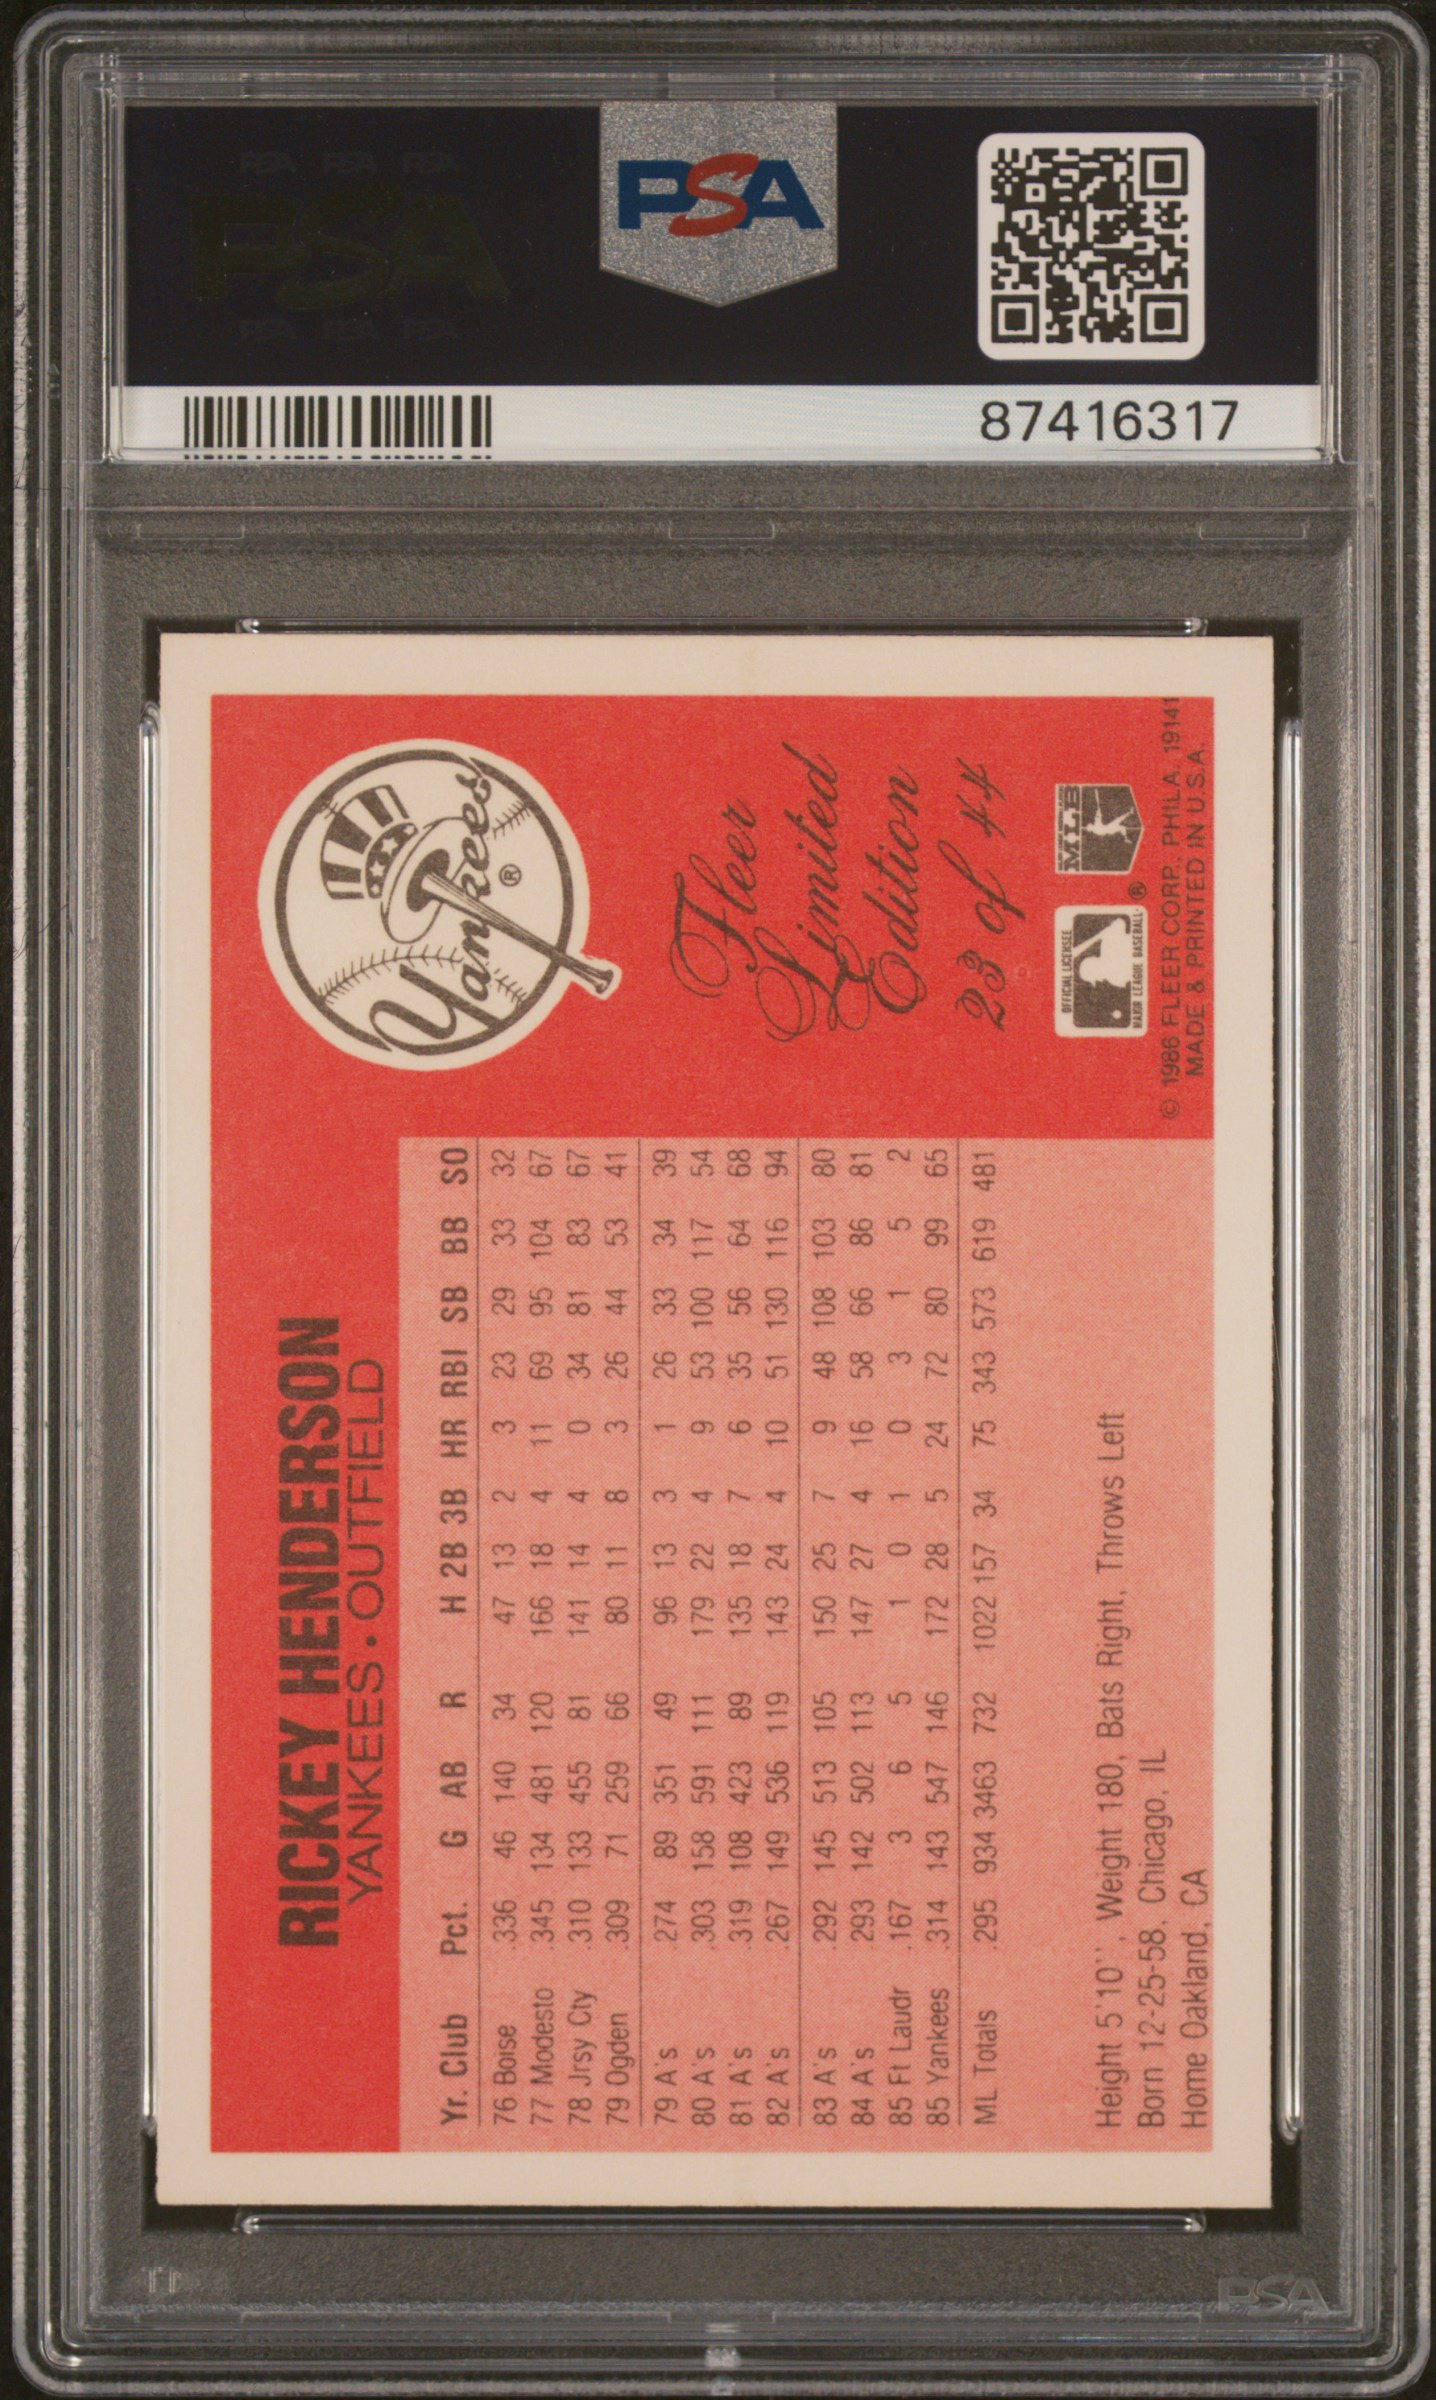 PSA
87416317
RICKEY HENDERSON
YANKEES • OUTFIELD
Yr. Club Pct. G AB R H 2B 3B HR RBI SB BB SO
76 Boise .336 46 140 34 47 13 2 3 23 29 33 32
77 Modesto .345 134 481 120 166 18 4 11 69 95 104 67
78 Jrsy Cty .310 133 455 81 141 14 4 0 34 81 83 67
79 Ogden .309 71 259 66 80 11 8 3 26 44 53 41
79 A's .274 89 351 49 96 13 3 1 26 33 34 39
80 A's .303 158 591 111 179 22 4 9 53 100 117 54
81 A's .319 108 423 89 135 18 7 6 35 56 64 68
82 A's .267 149 536 119 143 24 4 10 51 130 116 94
83 A's .292 145 513 105 150 25 7 9 48 108 103 80
84 A's .293 142 502 113 147 27 4 16 58 66 86 81
85 Ft Laudr .167 3 6 5 1 0 1 0 3 1 5 2
85 Yankees .314 143 547 146 172 28 5 24 72 80 99 65
ML Totals .295 934 3463 732 1022 157 34 75 343 573 619 481
Height 5'10'', Weight 180, Bats Right, Throws Left
Born 12-25-58, Chicago, IL
Home Oakland, CA
Yankees
®
Fleer
Limited
Edition
23 of 44
OFFICIAL LICENSEE
MAJOR LEAGUE BASEBALL
®
MLB
© 1986 FLEER CORP., PHILA. 19141
MADE & PRINTED IN U.S.A.
PSA